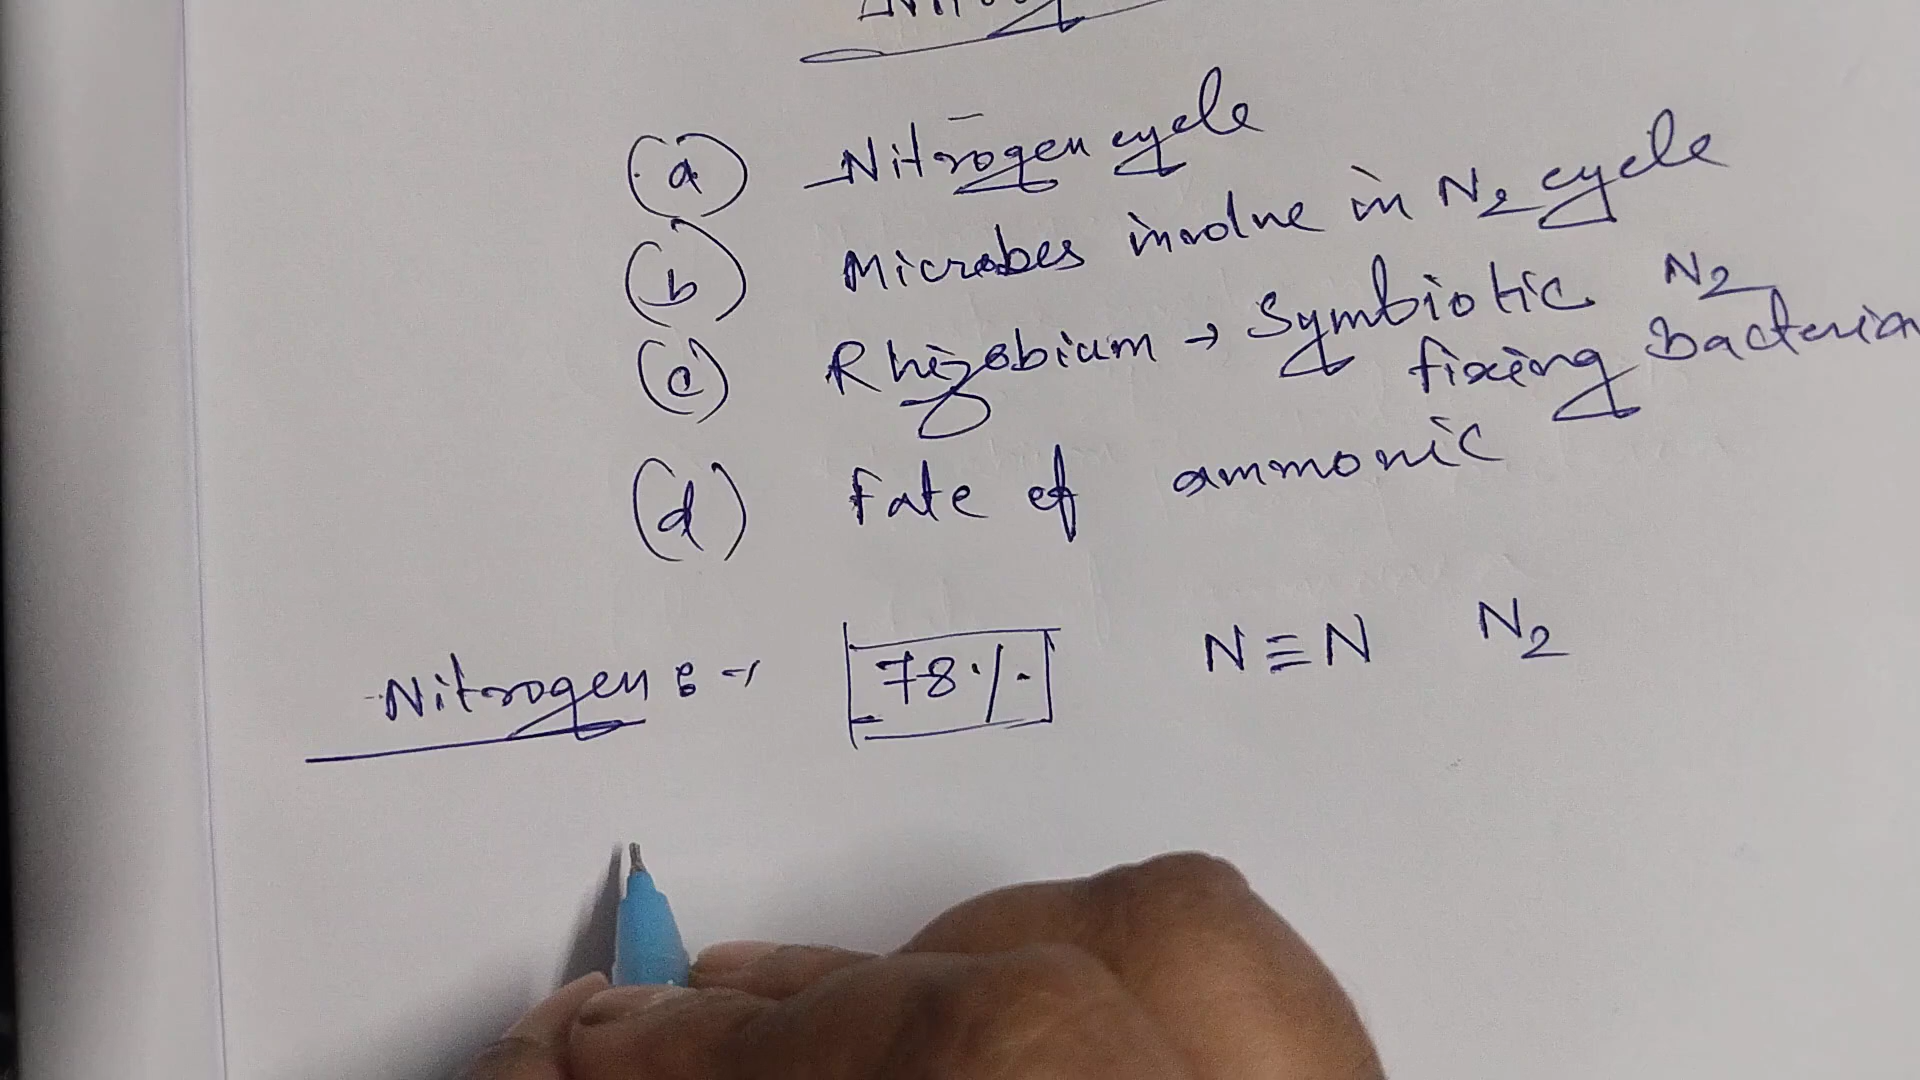 (a) Nitrogen cycle
(b) Microbes involve in N2 cycle
(c) Rhizobium → Symbiotic N2
fixing bacteria
(d) Fate of ammonic
Nitrogen :→ 78% N≡N N2